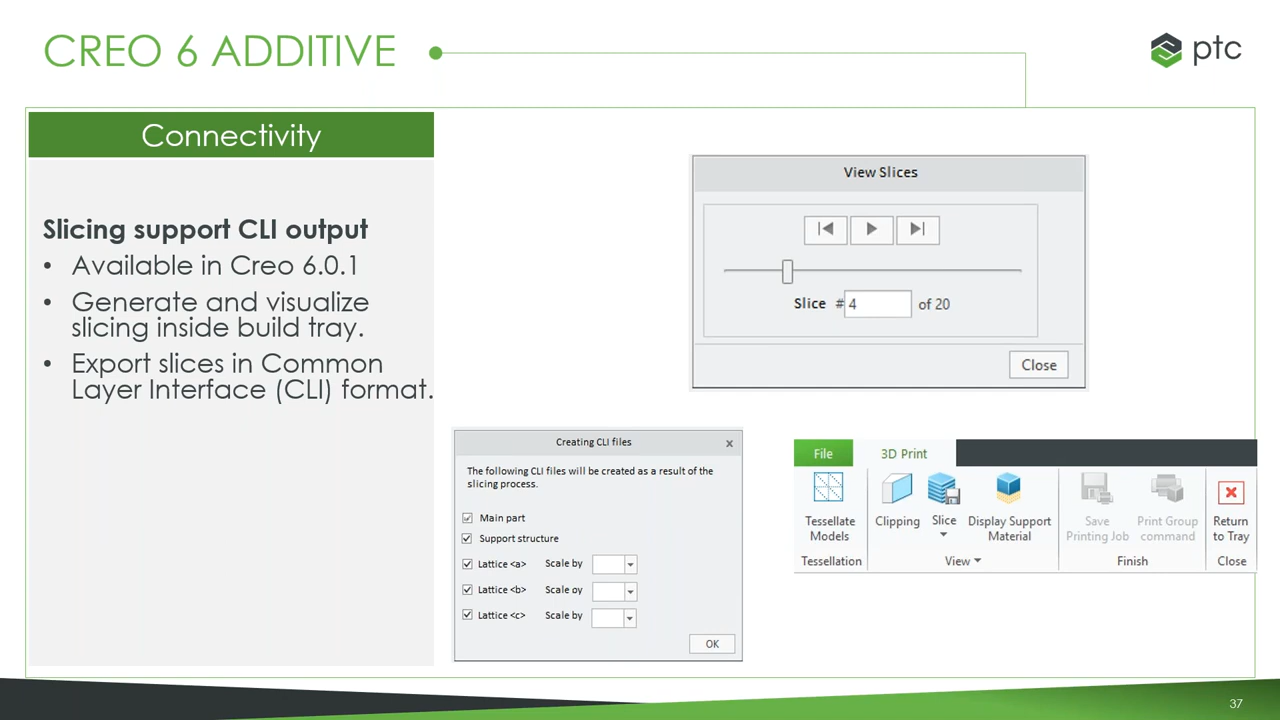 CREO 6 ADDITIVE
ptc
Connectivity
Slicing support CLI output
• Available in Creo 6.0.1
• Generate and visualize
slicing inside build tray.
• Export slices in Common
Layer Interface (CLI) format.
View Slices
Slice # 4 of 20
Close
Creating CLI files x
The following CLI files will be created as a result of the
slicing process.
Main part
Support structure
Lattice <a> Scale by
Lattice <b> Scale oy
Lattice <c> Scale by
OK
File 3D Print
Tessellate
Models
Clipping
Slice
Display Support
Material
Save
Printing Job
Print Group
command
Return
to Tray
Tessellation View Finish Close
37